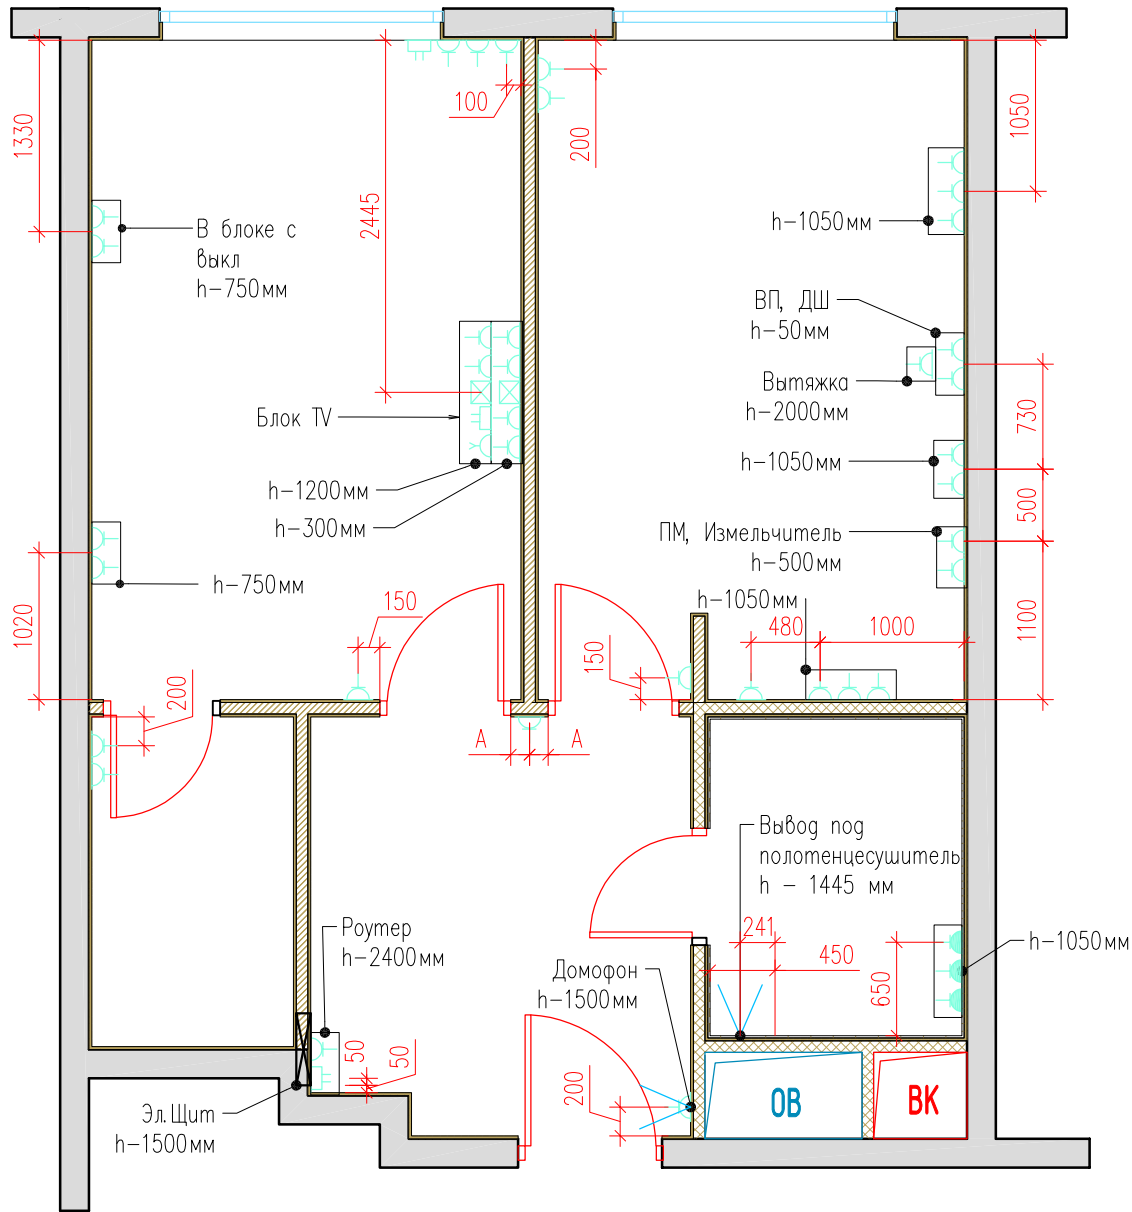 1330
100
200
1050
2445
В блоке с
выкл
h-750мм
h-1050мм
ВП, ДШ
h-50мм
Вытяжка
h-2000мм
730
Блок TV
h-1050мм
h-1200мм
h-300мм
500
ПМ, Измельчитель
h-500мм
h-750мм
h-1050мм
1020
150
480
1000
1100
150
200
A
A
Вывод под
полотенцесушитель
h - 1445 мм
241
450
650
h-1050мм
Роутер
h-2400мм
Домофон
h-1500мм
50
50
200
Эл.Щит
h-1500мм
ОВ
ВК